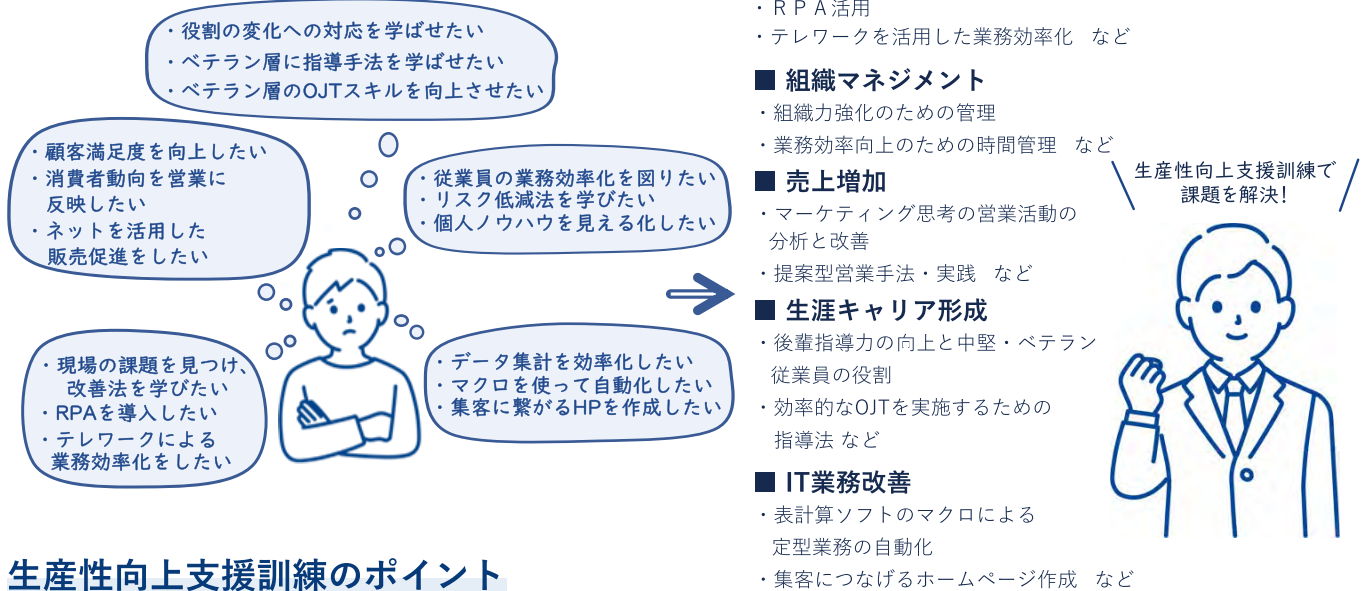 ・役割の変化への対応を学ばせたい
・ベテラン層に指導手法を学ばせたい
・ベテラン層のOJTスキルを向上させたい
・顧客満足度を向上したい
・消費者動向を営業に
反映したい
・ネットを活用した
販売促進をしたい
・従業員の業務効率化を図りたい
・リスク低減法を学びたい
・個人ノウハウを見える化したい
・現場の課題を見つけ、
改善法を学びたい
・RPAを導入したい
・テレワークによる
業務効率化をしたい
・データ集計を効率化したい
・マクロを使って自動化したい
・集客に繋がるHPを作成したい
・ＲＰＡ活用
・テレワークを活用した業務効率化 など
■ 組織マネジメント
・組織力強化のための管理
・業務効率向上のための時間管理 など
■ 売上増加
・マーケティング思考の営業活動の
分析と改善
・提案型営業手法・実践 など
■ 生涯キャリア形成
・後輩指導力の向上と中堅・ベテラン
従業員の役割
・効率的なOJTを実施するための
指導法 など
■ IT業務改善
・表計算ソフトのマクロによる
定型業務の自動化
・集客につなげるホームページ作成 など
生産性向上支援訓練で
課題を解決！
生産性向上支援訓練のポイント